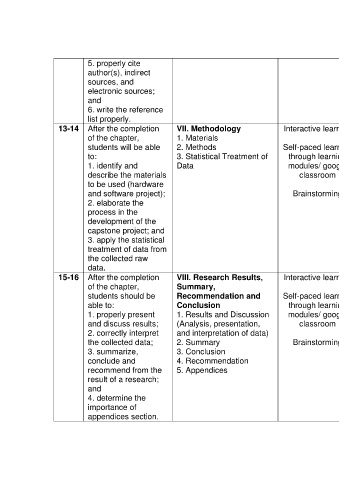 5. properly cite
author(s), indirect
sources, and
electronic sources;
and
6. write the reference
list properly.
13-14
After the completion
of the chapter,
students will be able
to:
1. identify and
describe the materials
to be used (hardware
and software project);
2. elaborate the
process in the
development of the
capstone project; and
3. apply the statistical
treatment of data from
the collected raw
data.
VII. Methodology
1. Materials
2. Methods
3. Statistical Treatment of
Data
Interactive lear
Self-paced lear
through learni
modules/ goog
classroom
Brainstorming
15-16
After the completion
of the chapter,
students should be
able to:
1. properly present
and discuss results;
2. correctly interpret
the collected data;
3. summarize,
conclude and
recommend from the
result of a research;
and
4. determine the
importance of
appendices section.
VIII. Research Results,
Summary,
Recommendation and
Conclusion
1. Results and Discussion
(Analysis, presentation,
and interpretation of data)
2. Summary
3. Conclusion
4. Recommendation
5. Appendices
Interactive lear
Self-paced lear
through learni
modules/ goog
classroom
Brainstorming